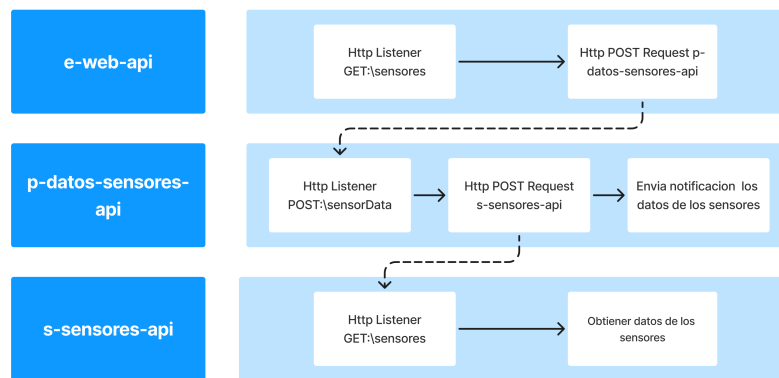 e-web-api
Http Listener
GET:\sensores
Http POST Request p-
datos-sensores-api
p-datos-sensores-
api
Http Listener
POST:\sensorData
Http POST Request
s-sensores-api
Envia notificacion los
datos de los sensores
s-sensores-api
Http Listener
GET:\sensores
Obtiener datos de los
sensores